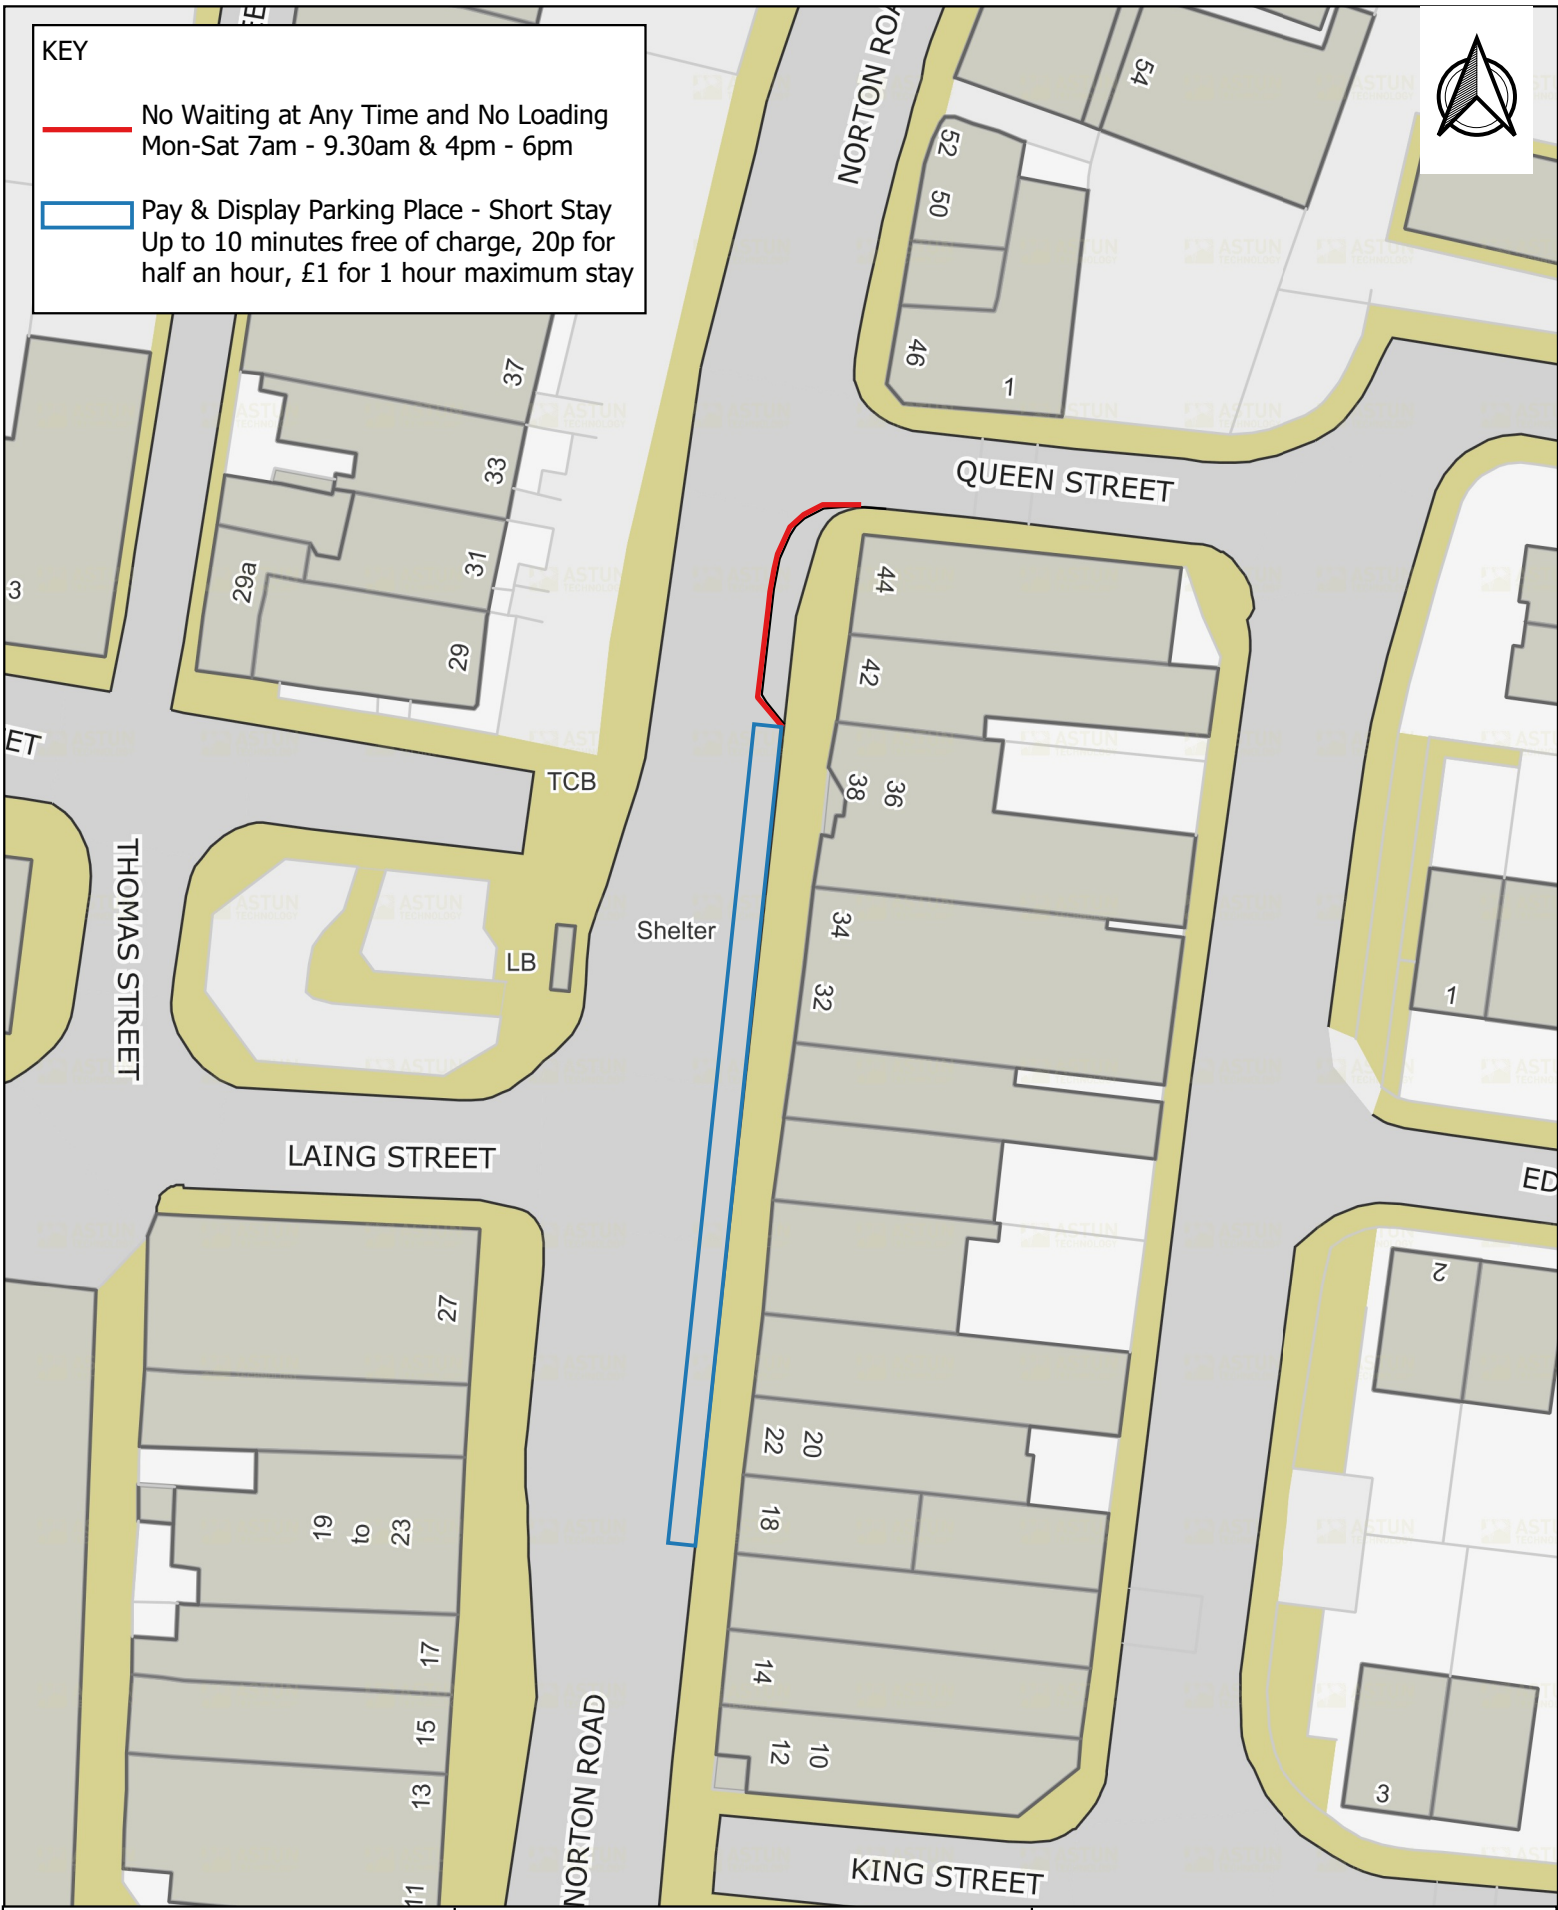 KEY
No Waiting at Any Time and No Loading
Mon-Sat 7am - 9.30am & 4pm - 6pm
Pay & Display Parking Place - Short Stay
Up to 10 minutes free of charge, 20p for
half an hour, £1 for 1 hour maximum stay
NORTON ROA
54
52
50
46
1
37
33
31
29a
29
3
QUEEN STREET
44
42
38
36
34
32
ET
TCB
Shelter
LB
THOMAS STREET
LAING STREET
1
ED
2
27
19
to
23
22
20
18
17
15
13
11
14
12
10
3
NORTON ROAD
KING STREET
ASTUN
TECHNOLOGY